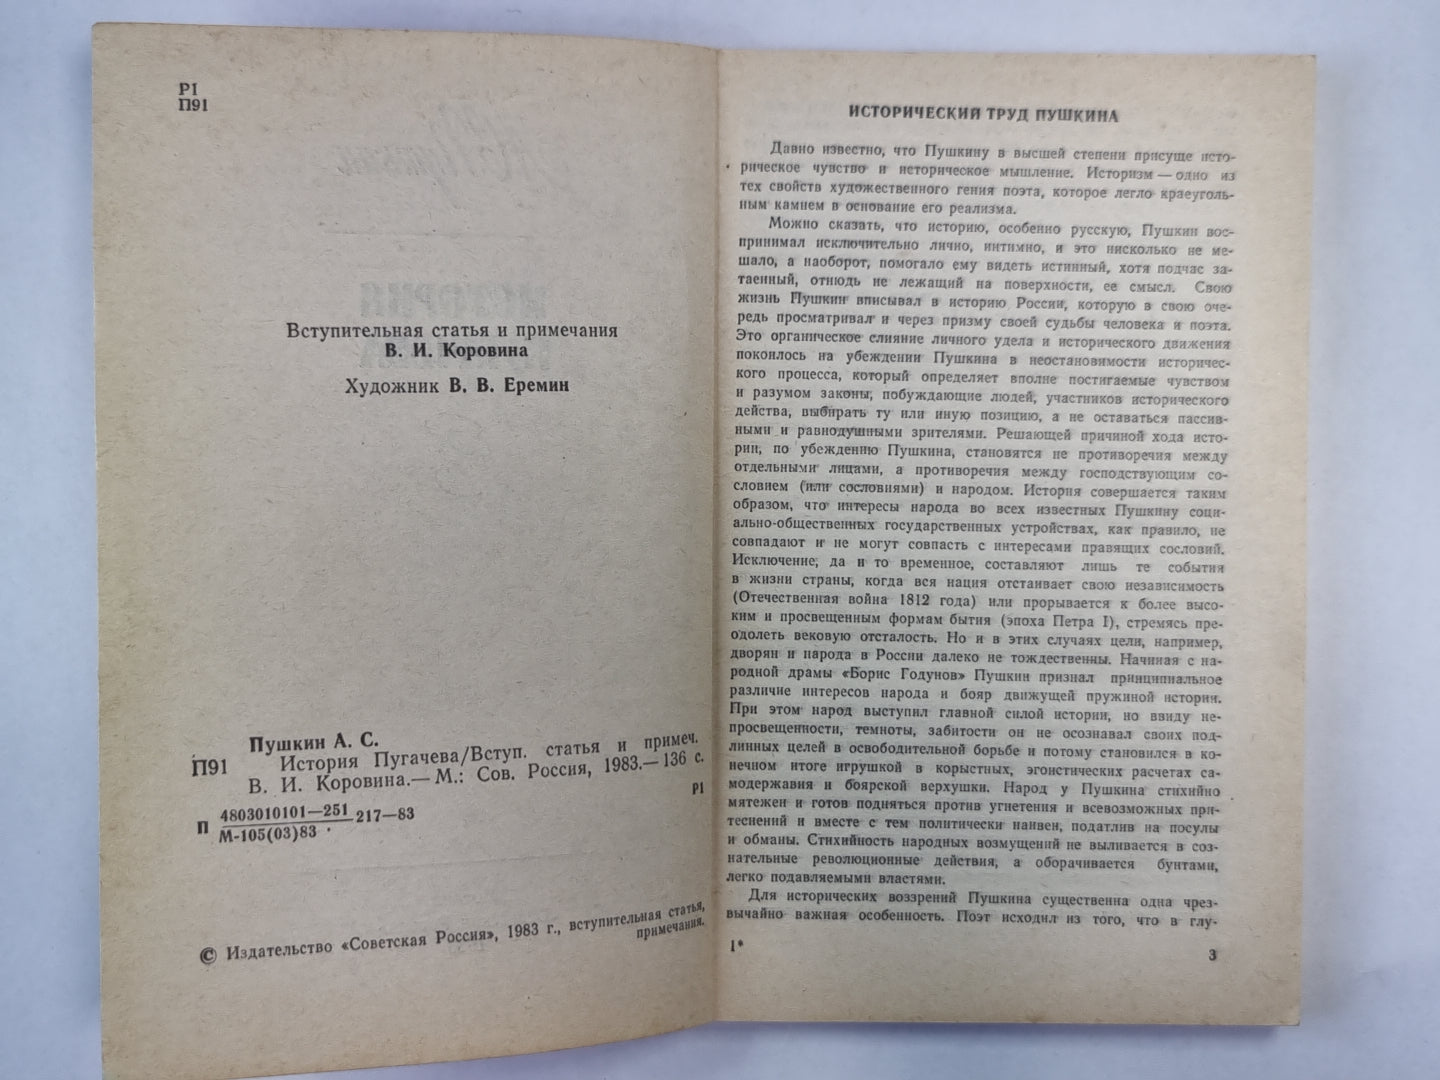 Р1
П91
Вступительная статья и примечания
В. И. Коровина
Художник В. В. Еремин
Пушкин А. С.
П91 История Пугачева/Вступ. статья и примеч.
В. И. Коровина.— М.: Сов. Россия, 1983.— 136 с.
Р1
П 4803010101—251 217—83
М-105(03)83
© Издательство «Советская Россия», 1983 г., вступительная статья,
примечания.
ИСТОРИЧЕСКИЙ ТРУД ПУШКИНА
Давно известно, что Пушкину в высшей степени присуще исто-
рическое чувство и историческое мышление. Историзм — одно из
тех свойств художественного гения поэта, которое легло краеуголь-
ным камнем в основание его реализма.
Можно сказать, что историю, особенно русскую, Пушкин вос-
принимал исключительно лично, интимно, и это нисколько не ме-
шало, а наоборот, помогало ему видеть истинный, хотя подчас за-
таенный, отнюдь не лежащий на поверхности, ее смысл. Свою
жизнь Пушкин вписывал в историю России, которую в свою оче-
редь просматривал и через призму своей судьбы человека и поэта.
Это органическое слияние личного удела и исторического движения
покоилось на убеждении Пушкина в неостановимости историчес-
кого процесса, который определяет вполне постигаемые чувством
и разумом законы, побуждающие людей, участников исторического
действа, выбирать ту или иную позицию, а не оставаться пассив-
ными и равнодушными зрителями. Решающей причиной хода исто-
рии, по убеждению Пушкина, становятся не противоречия между
отдельными лицами, а противоречия между господствующим со-
словием (или сословиями) и народом. История совершается таким
образом, что интересы народа во всех известных Пушкину соци-
ально-общественных государственных устройствах, как правило, не
совпадают и не могут совпасть с интересами правящих сословий.
Исключение, да и то временное, составляют лишь те события
в жизни страны, когда вся нация отстаивает свою независимость
(Отечественная война 1812 года) или прорывается к более высо-
ким и просвещенным формам бытия (эпоха Петра I), стремясь пре-
одолеть вековую отсталость. Но и в этих случаях цели, например,
дворян и народа в России далеко не тождественны. Начиная с на-
родной драмы «Борис Годунов» Пушкин признал принципиальное
различие интересов народа и бояр движущей пружиной истории.
При этом народ выступил главной силой истории, но ввиду не-
просвещенности, темноты, забитости он не осознавал своих под-
линных целей в освободительной борьбе и потому становился в ко-
нечном итоге игрушкой в корыстных, эгоистических расчетах са-
модержавия и боярской верхушки. Народ у Пушкина стихийно
мятежен и готов подняться против угнетения и всевозможных при-
теснений и вместе с тем политически наивен, податлив на посулы
и обманы. Стихийность народных возмущений не выливается в соз-
нательные революционные действия, а оборачивается бунтами,
легко подавляемыми властями.
Для исторических воззрений Пушкина существенна одна чрез-
вычайно важная особенность. Поэт исходил из того, что в глу-
1*
3